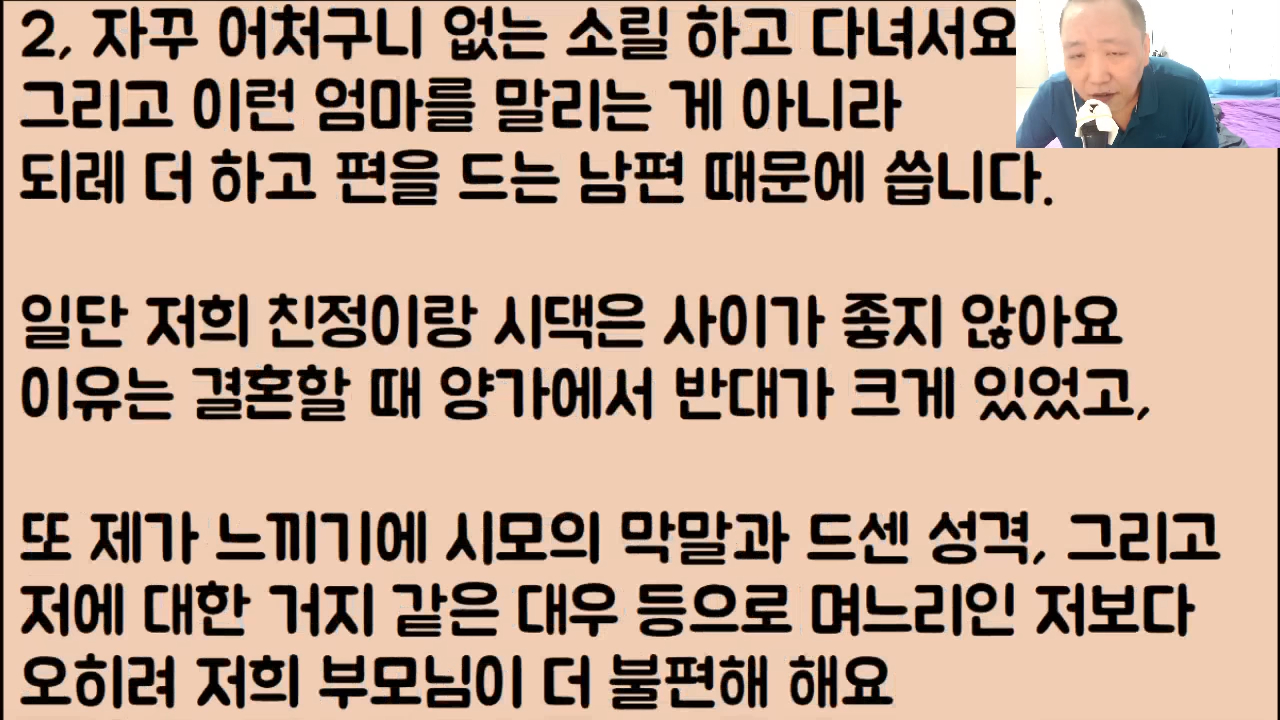 2, 자꾸 어처구니 없는 소릴 하고 다녀서요
그리고 이런 엄마를 말리는 게 아니라
되레 더 하고 편을 드는 남편 때문에 씁니다.
일단 저희 친정이랑 시댁은 사이가 좋지 않아요
이유는 결혼할 때 양가에서 반대가 크게 있었고,
또 제가 느끼기에 시모의 막말과 드센 성격, 그리고
저에 대한 거지 같은 대우 등으로 며느리인 저보다
오히려 저희 부모님이 더 불편해 해요